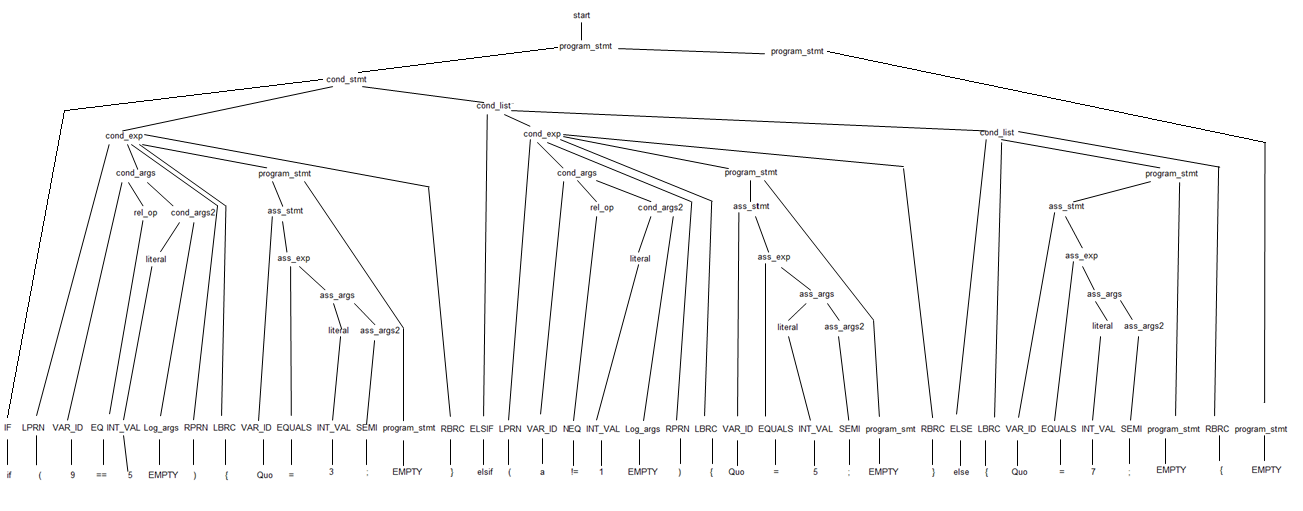 start
program_stmt program_stmt
cond_stmt
cond_list
cond_exp cond_exp cond_list
cond_args program_stmt cond_args program_stmt program_stmt
rel_op cond_args2 ass_stmt rel_op cond_args2 ass_stmt ass_stmt
literal ass_exp literal ass_exp ass_exp
ass_args ass_args ass_args
literal ass_args2 literal ass_args2 literal ass_args2
IF LPRN VAR_ID EQ INT_VAL Log_args RPRN LBRC VAR_ID EQUALS INT_VAL SEMI program_stmt RBRC ELSIF LPRN VAR_ID NEQ INT_VAL Log_args RPRN LBRC VAR_ID EQUALS INT_VAL SEMI program_smt RBRC ELSE LBRC VAR_ID EQUALS INT_VAL SEMI program_stmt RBRC program_stmt
if ( 9 == 5 EMPTY ) { Quo = 3 ; EMPTY } elsif ( a != 1 EMPTY ) { Quo = 5 ; EMPTY } else { Quo = 7 ; EMPTY { EMPTY